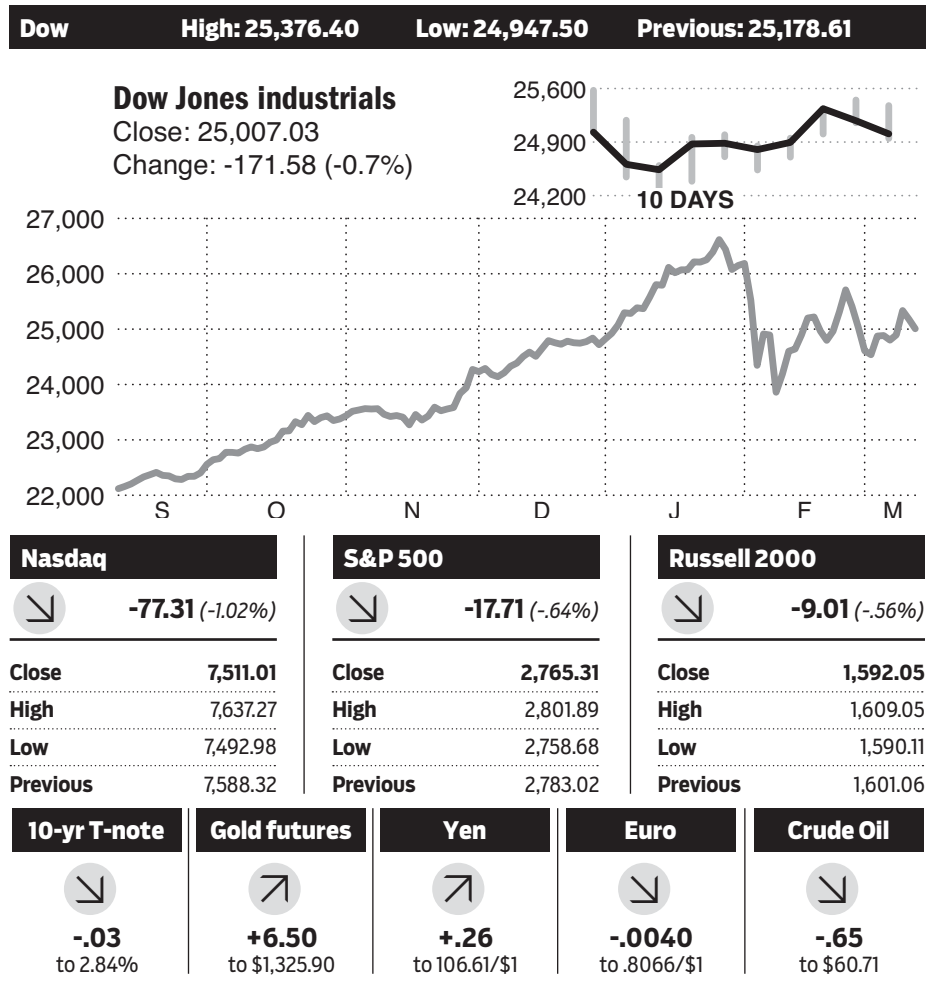 Dow High: 25,376.40 Low: 24,947.50 Previous: 25,178.61
Dow Jones industrials
Close: 25,007.03
Change: -171.58 (-0.7%)
25,600
24,900
24,200
10 DAYS
27,000
26,000
25,000
24,000
23,000
22,000
S O N D J F M
Nasdaq
-77.31 (-1.02%)
Close 7,511.01
High 7,637.27
Low 7,492.98
Previous 7,588.32
S&P 500
-17.71 (-.64%)
Close 2,765.31
High 2,801.89
Low 2,758.68
Previous 2,783.02
Russell 2000
-9.01 (-.56%)
Close 1,592.05
High 1,609.05
Low 1,590.11
Previous 1,601.06
10-yr T-note
-.03
to 2.84%
Gold futures
+6.50
to $1,325.90
Yen
+.26
to 106.61/$1
Euro
-.0040
to .8066/$1
Crude Oil
-.65
to $60.71